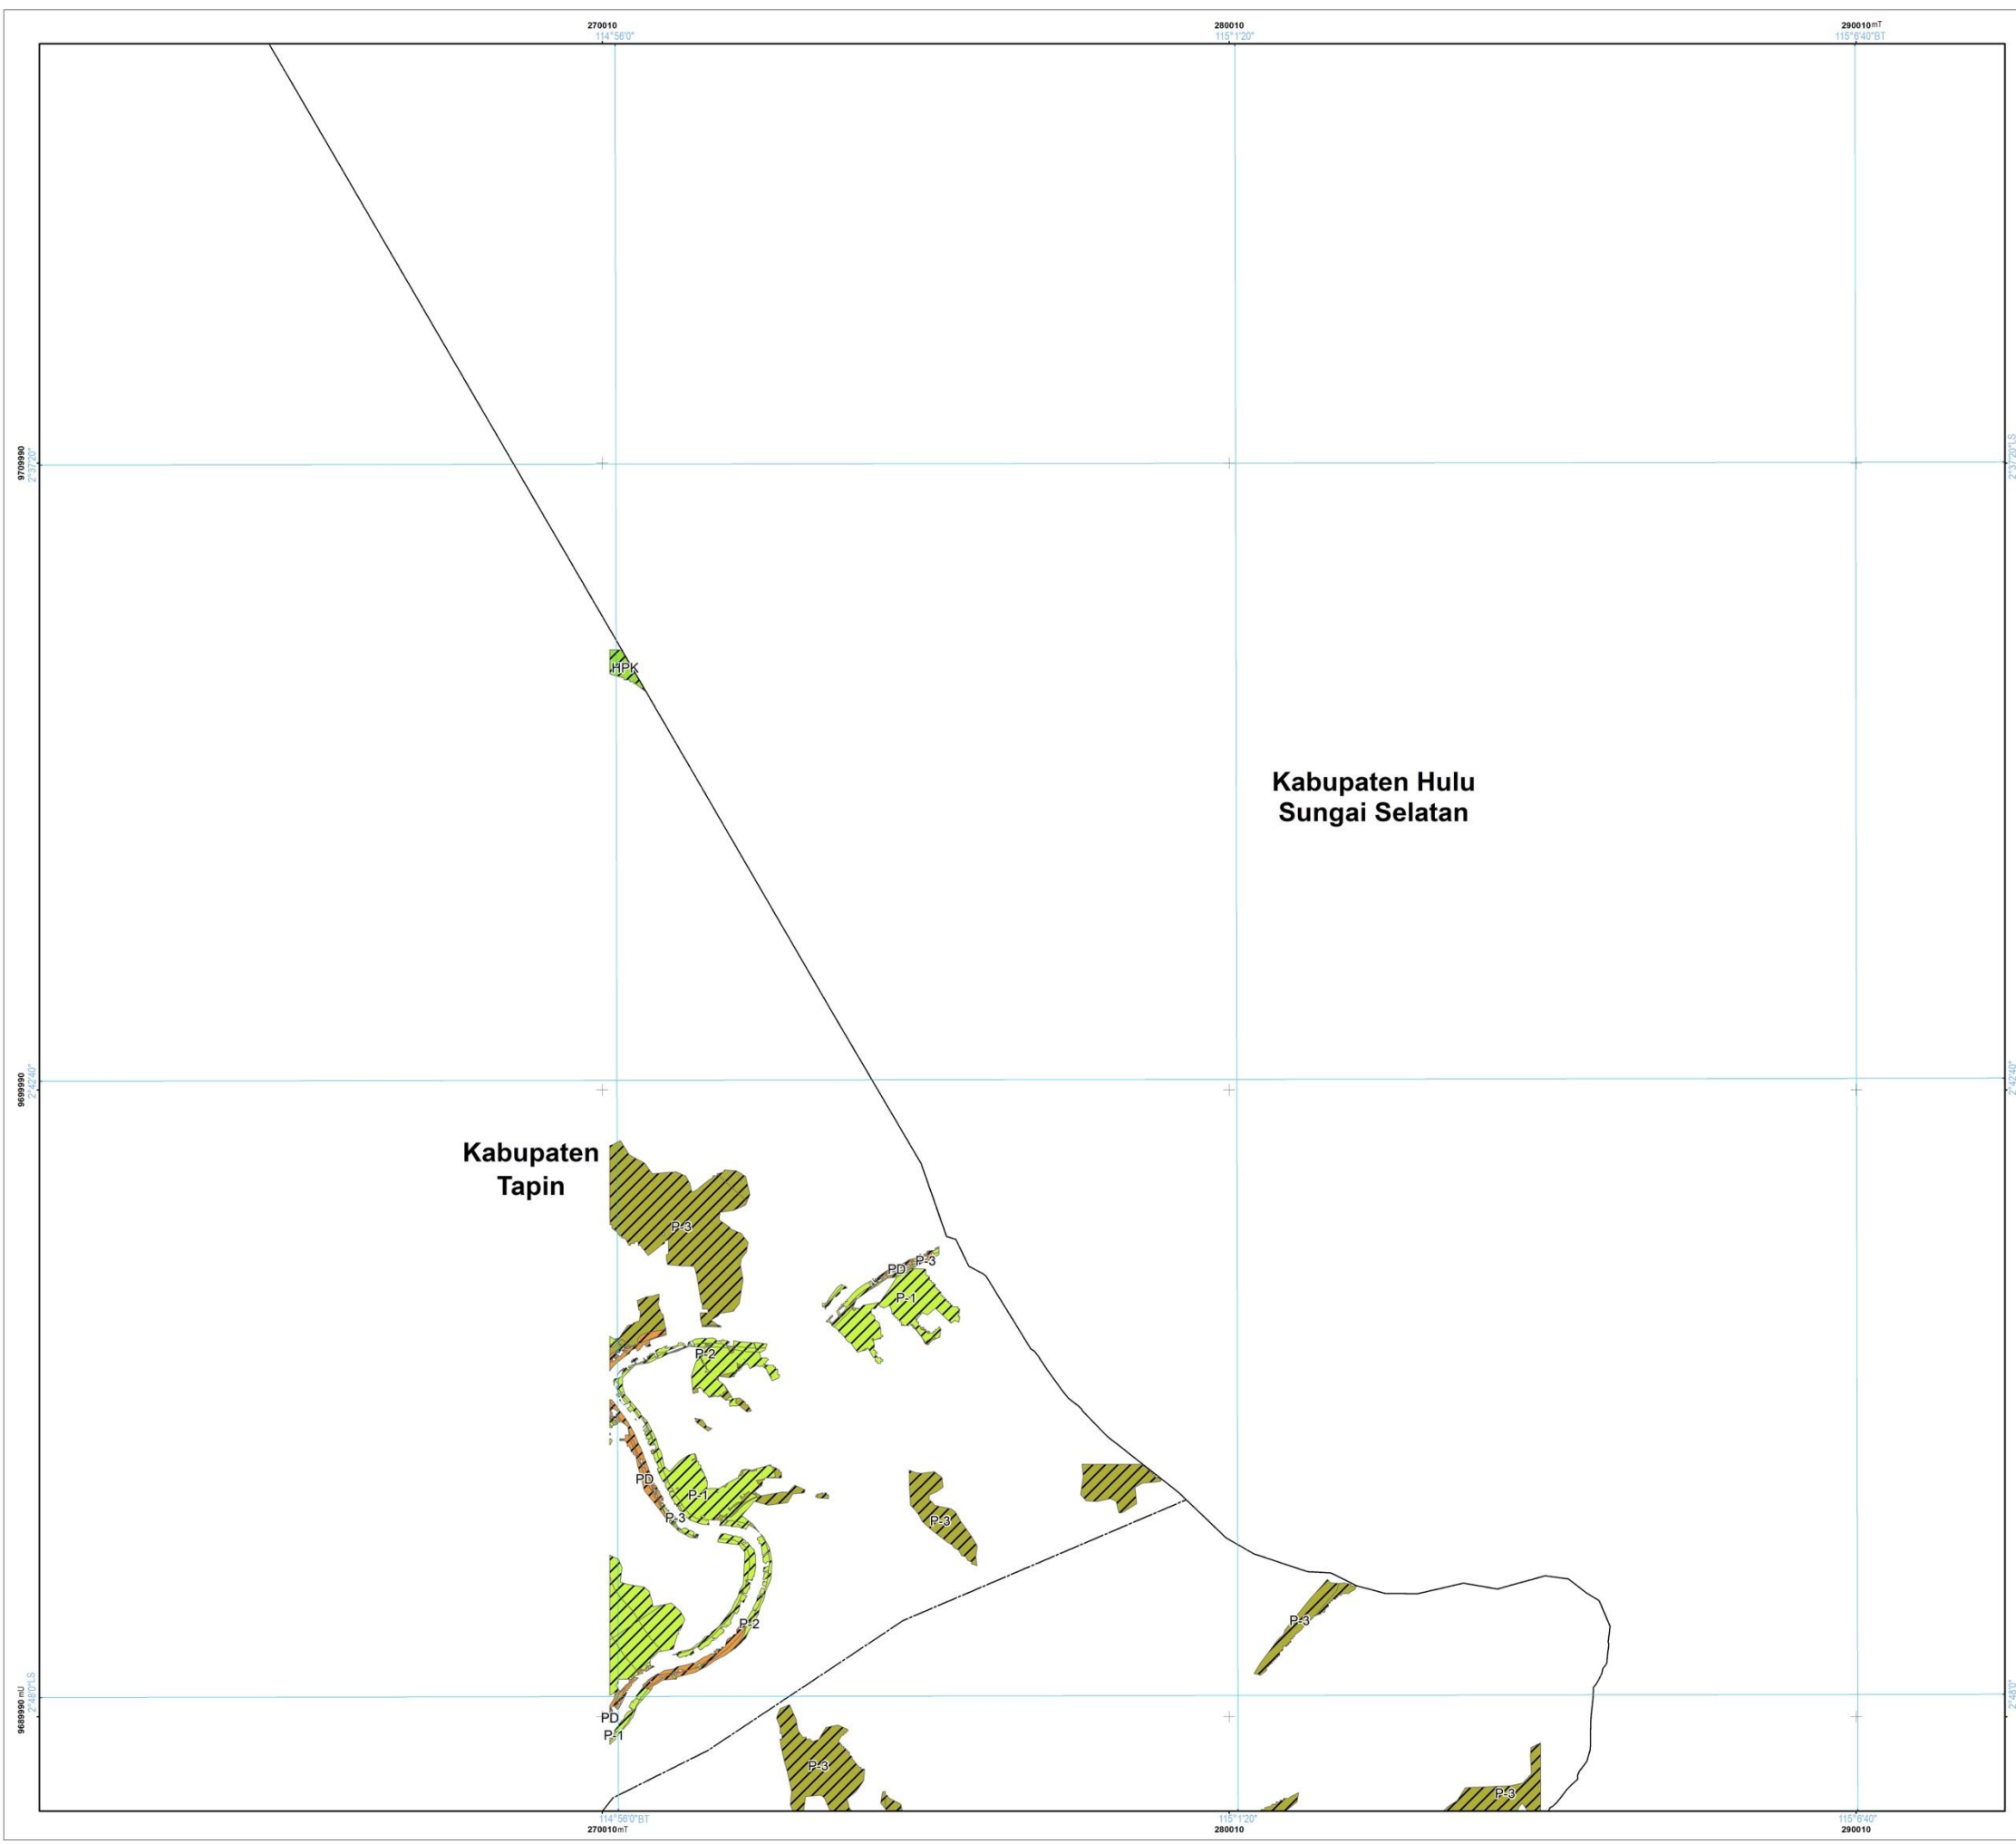 270010
280010
290010 mT
114°56'0"
115°1'20"
115°6'40"BT
9709990
2°37'20"
2°37'20"LS
HPK
Kabupaten Hulu
Sungai Selatan
9699990
2°42'40"
2°42'40"
Kabupaten
Tapin
P-3
P-3
PD
P-1
P-2
PD
P-1
P-3
P-3
P-3
P-2
9689990 mU
2°48'0"LS
2°48'0"
PD
P-1
P-3
P-3
114°56'0"BT
115°1'20"
115°6'40"
270010mT
280010
290010